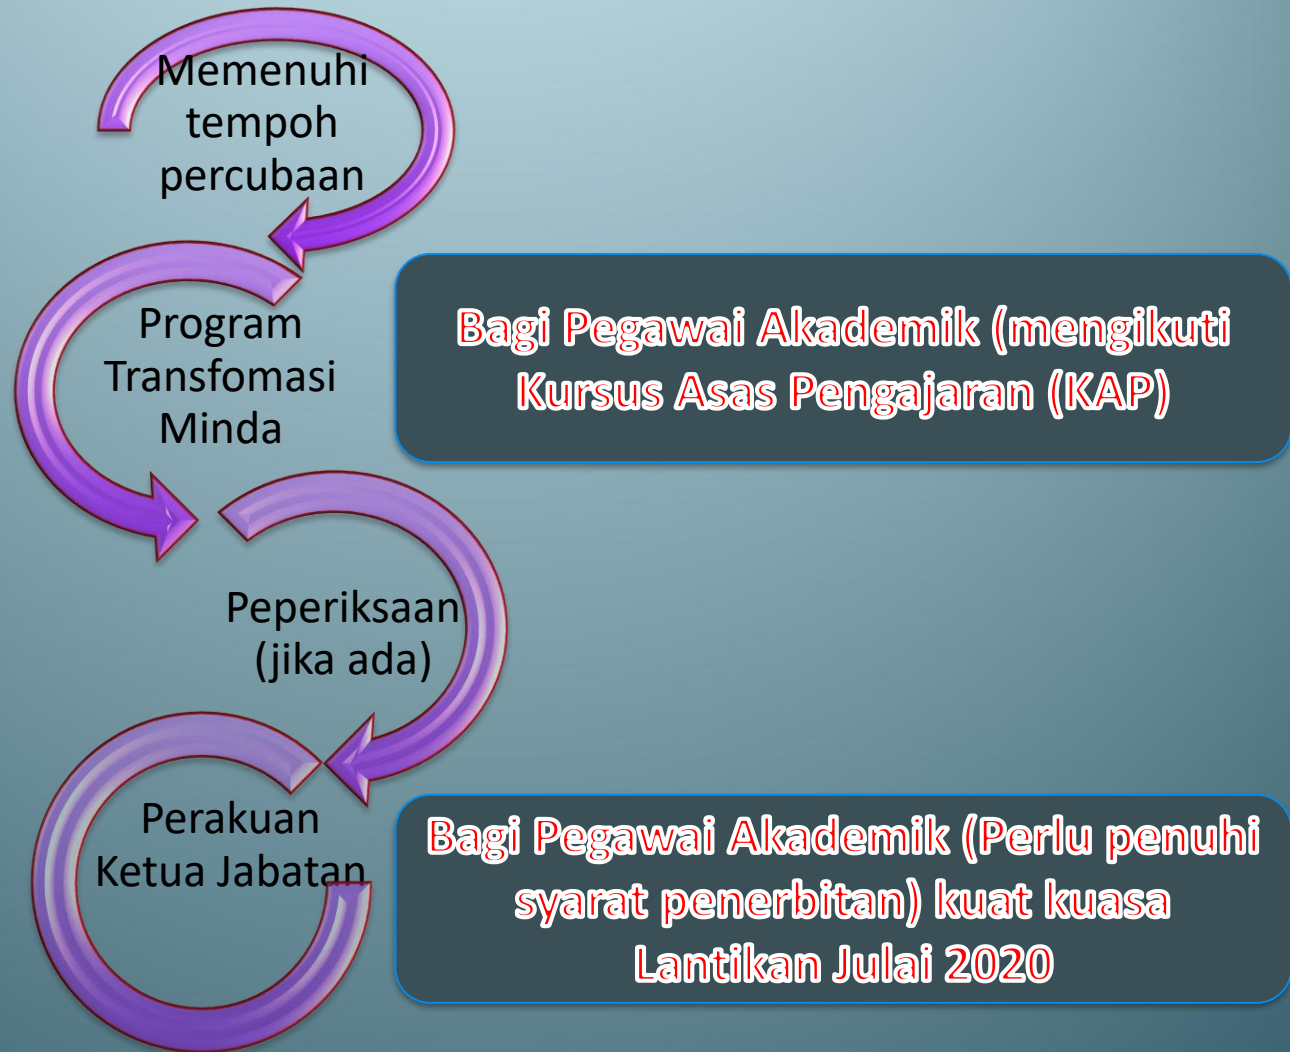 Memenuhi
tempoh
percubaan
Program
Transfomasi
Minda
Bagi Pegawai Akademik (mengikuti
Kursus Asas Pengajaran (KAP)
Peperiksaan
(jika ada)
Perakuan
Ketua Jabatan
Bagi Pegawai Akademik (Perlu penuhi
syarat penerbitan) kuat kuasa
Lantikan Julai 2020